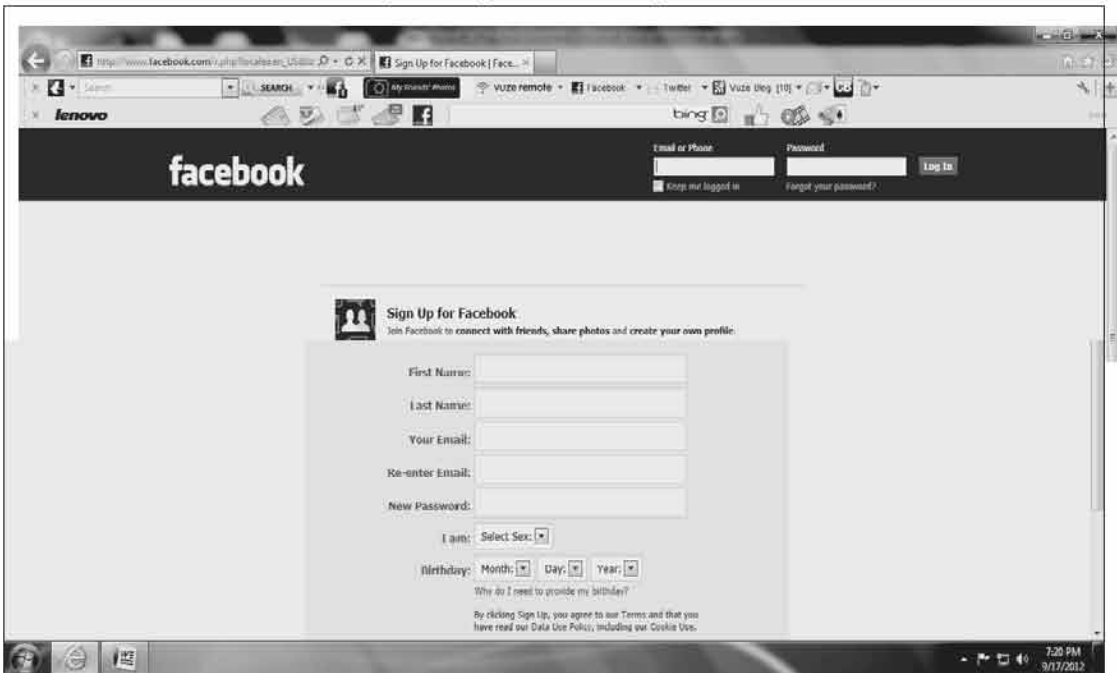 Sign Up for Facebook | Face...
SEARCH My Friends' Photos vuze remote Facebook Twitter Vuze Blog [10]
lenovo bing
facebook
Email or Phone Password
Log In
Keep me logged in Forgot your password?
Sign Up for Facebook
Join Facebook to connect with friends, share photos and create your own profile.
First Name:
Last Name:
Your Email:
Re-enter Email:
New Password:
I am: Select Sex:
Birthday: Month: Day: Year:
Why do I need to provide my birthday?
By clicking Sign Up, you agree to our Terms and that you
have read our Data Use Policy, including our Cookie Use.
7:20 PM
9/17/2012